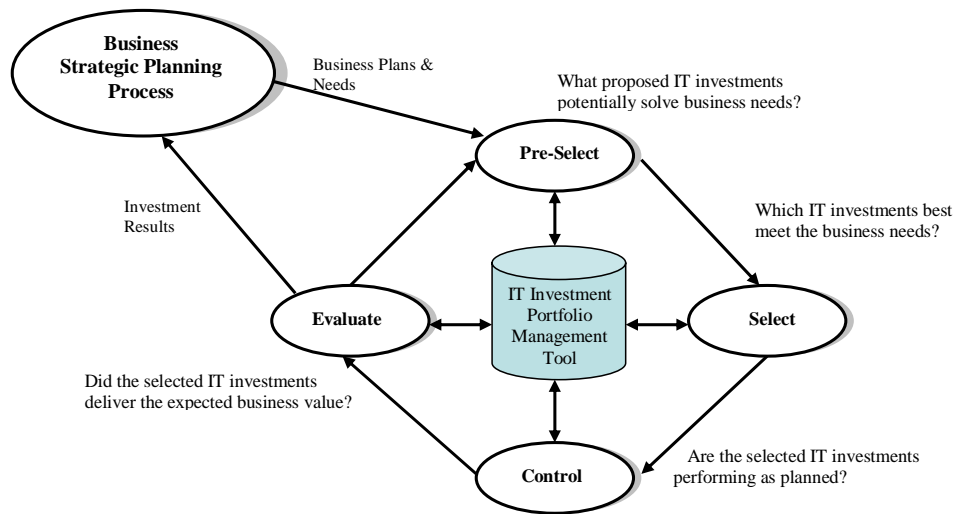 Business
Strategic Planning
Process
Business Plans &
Needs
What proposed IT investments
potentially solve business needs?
Pre-Select
Investment
Results
Which IT investments best
meet the business needs?
IT Investment
Portfolio
Management
Tool
Evaluate
Select
Did the selected IT investments
deliver the expected business value?
Are the selected IT investments
performing as planned?
Control